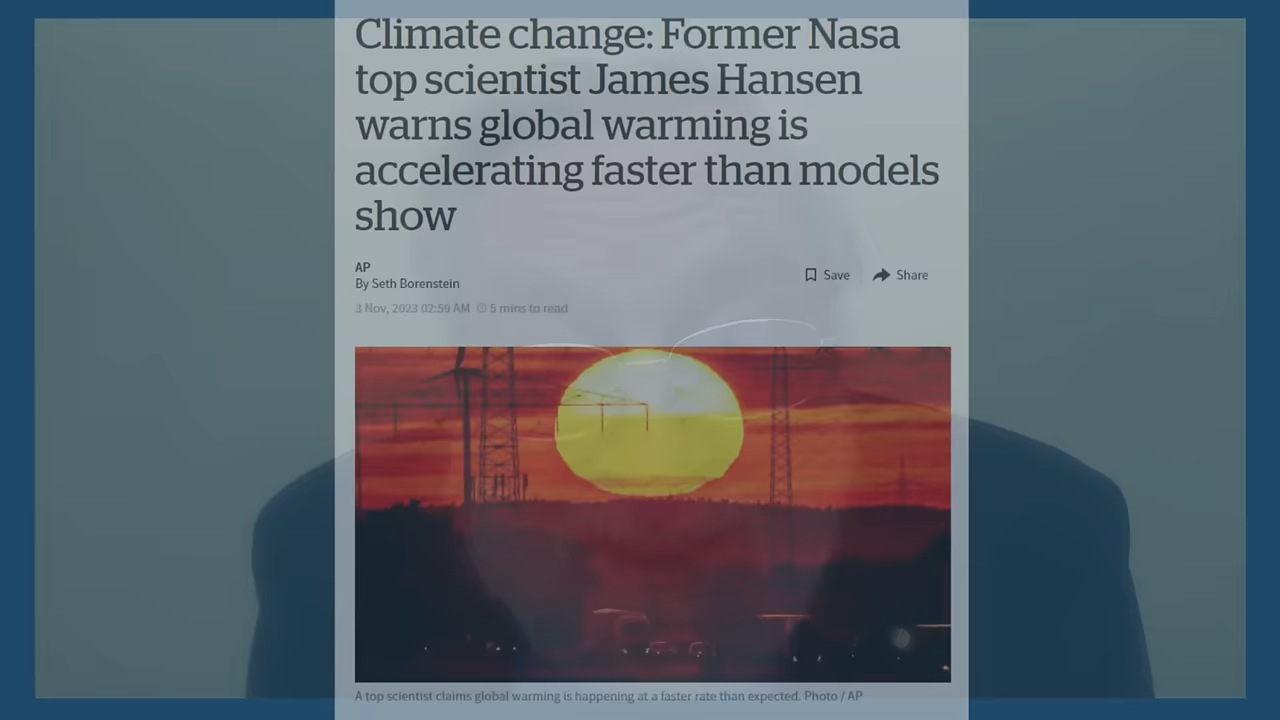 Climate change: Former Nasa
top scientist James Hansen
warns global warming is
accelerating faster than models
show
AP
By Seth Borenstein
Save
Share
3 Nov, 2023 02:59 AM
5 mins to read
A top scientist claims global warming is happening at a faster rate than expected. Photo / AP